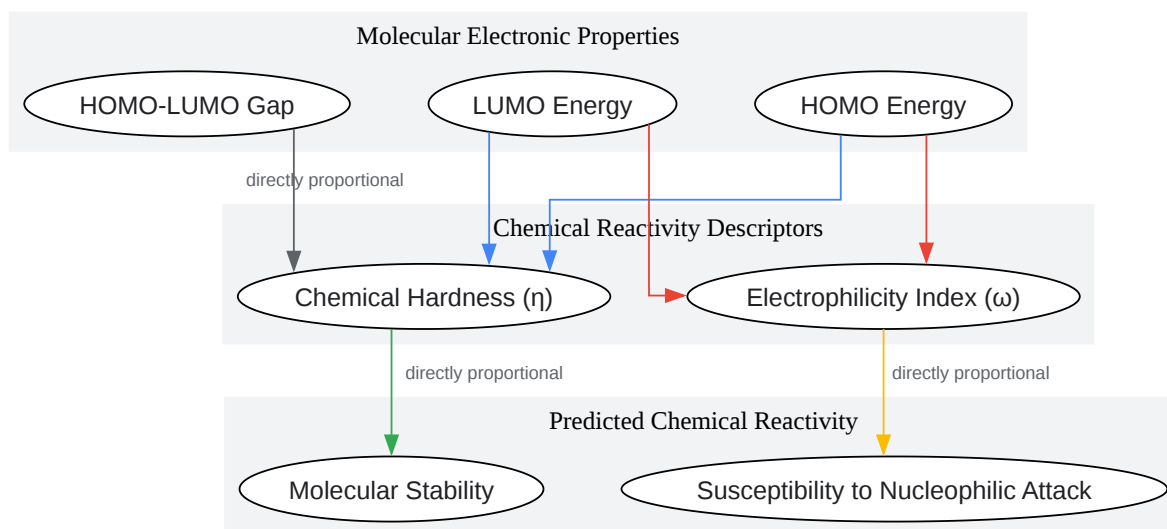 Molecular Electronic Properties
HOMO-LUMO Gap
LUMO Energy
HOMO Energy
directly proportional
Chemical Reactivity Descriptors
Chemical Hardness (η)
Electrophilicity Index (ω)
directly proportional
directly proportional
Predicted Chemical Reactivity
Molecular Stability
Susceptibility to Nucleophilic Attack